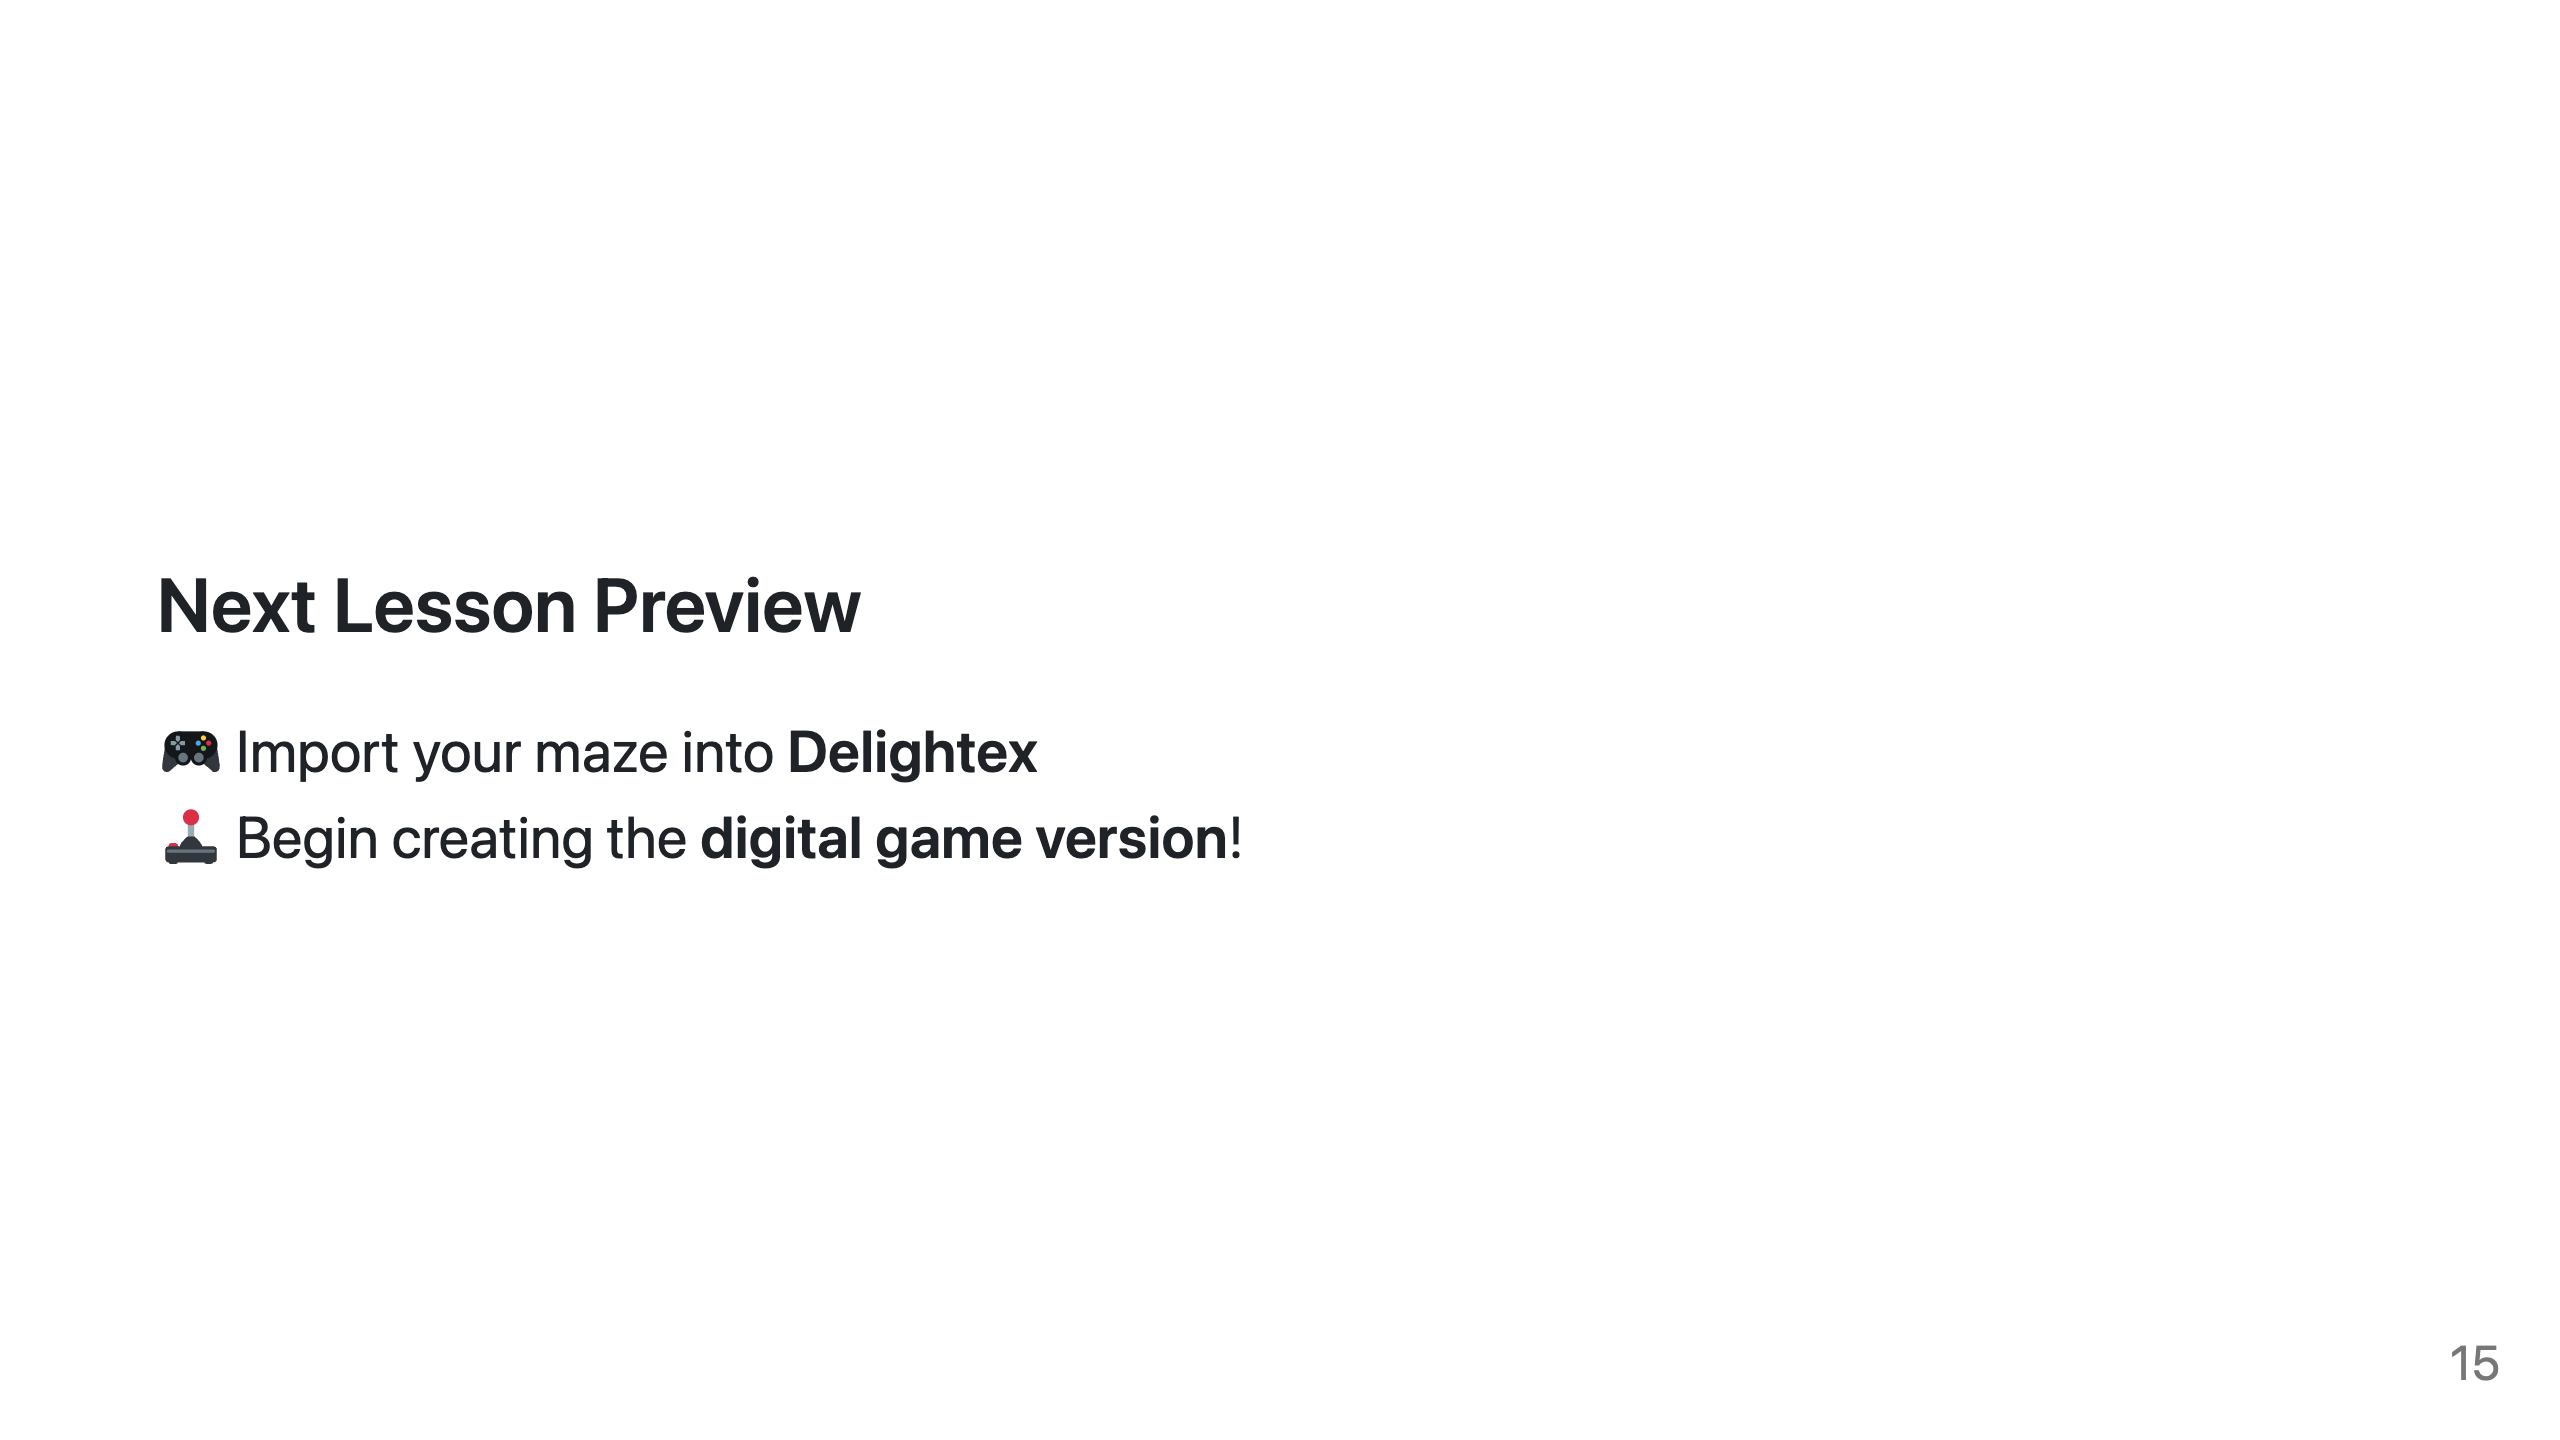 Next Lesson Preview
🎮 Import your maze into Delightex
🕹️ Begin creating the digital game version!
15